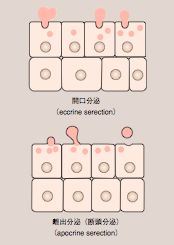 開口分泌
(eccrine serection)
離出分泌（断頭分泌）
(apocrine serection)